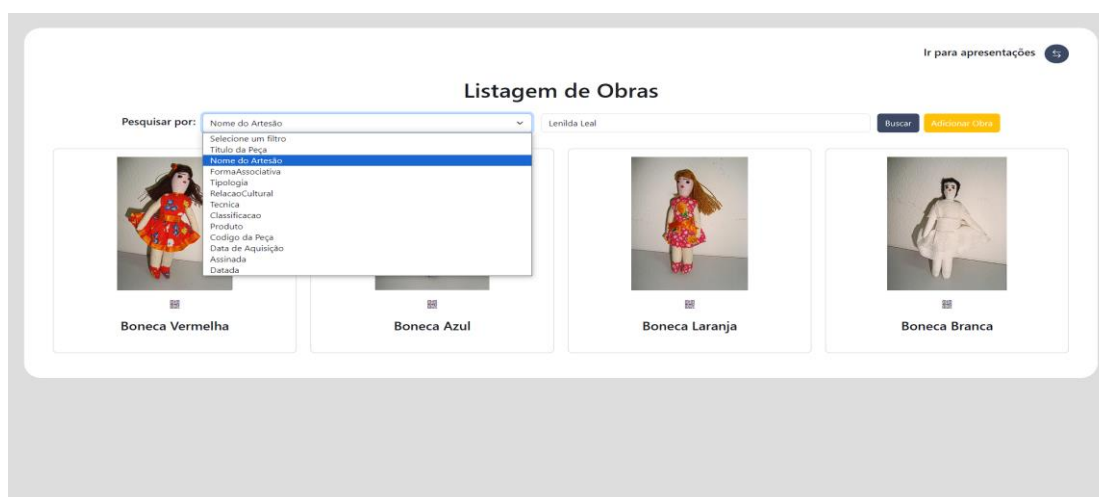 Ir para apresentações
Listagem de Obras
Pesquisar por: Nome do Artesão Lenilda Leal Buscar Adicionar Obra
Selecione um filtro
Título da Peça
Nome do Artesão
FormaAssociativa
Tipologia
RelacaoCultural
Tecnica
Classificacao
Produto
Codigo da Peça
Data de Aquisição
Assinada
Datada
Boneca Vermelha Boneca Azul Boneca Laranja Boneca Branca